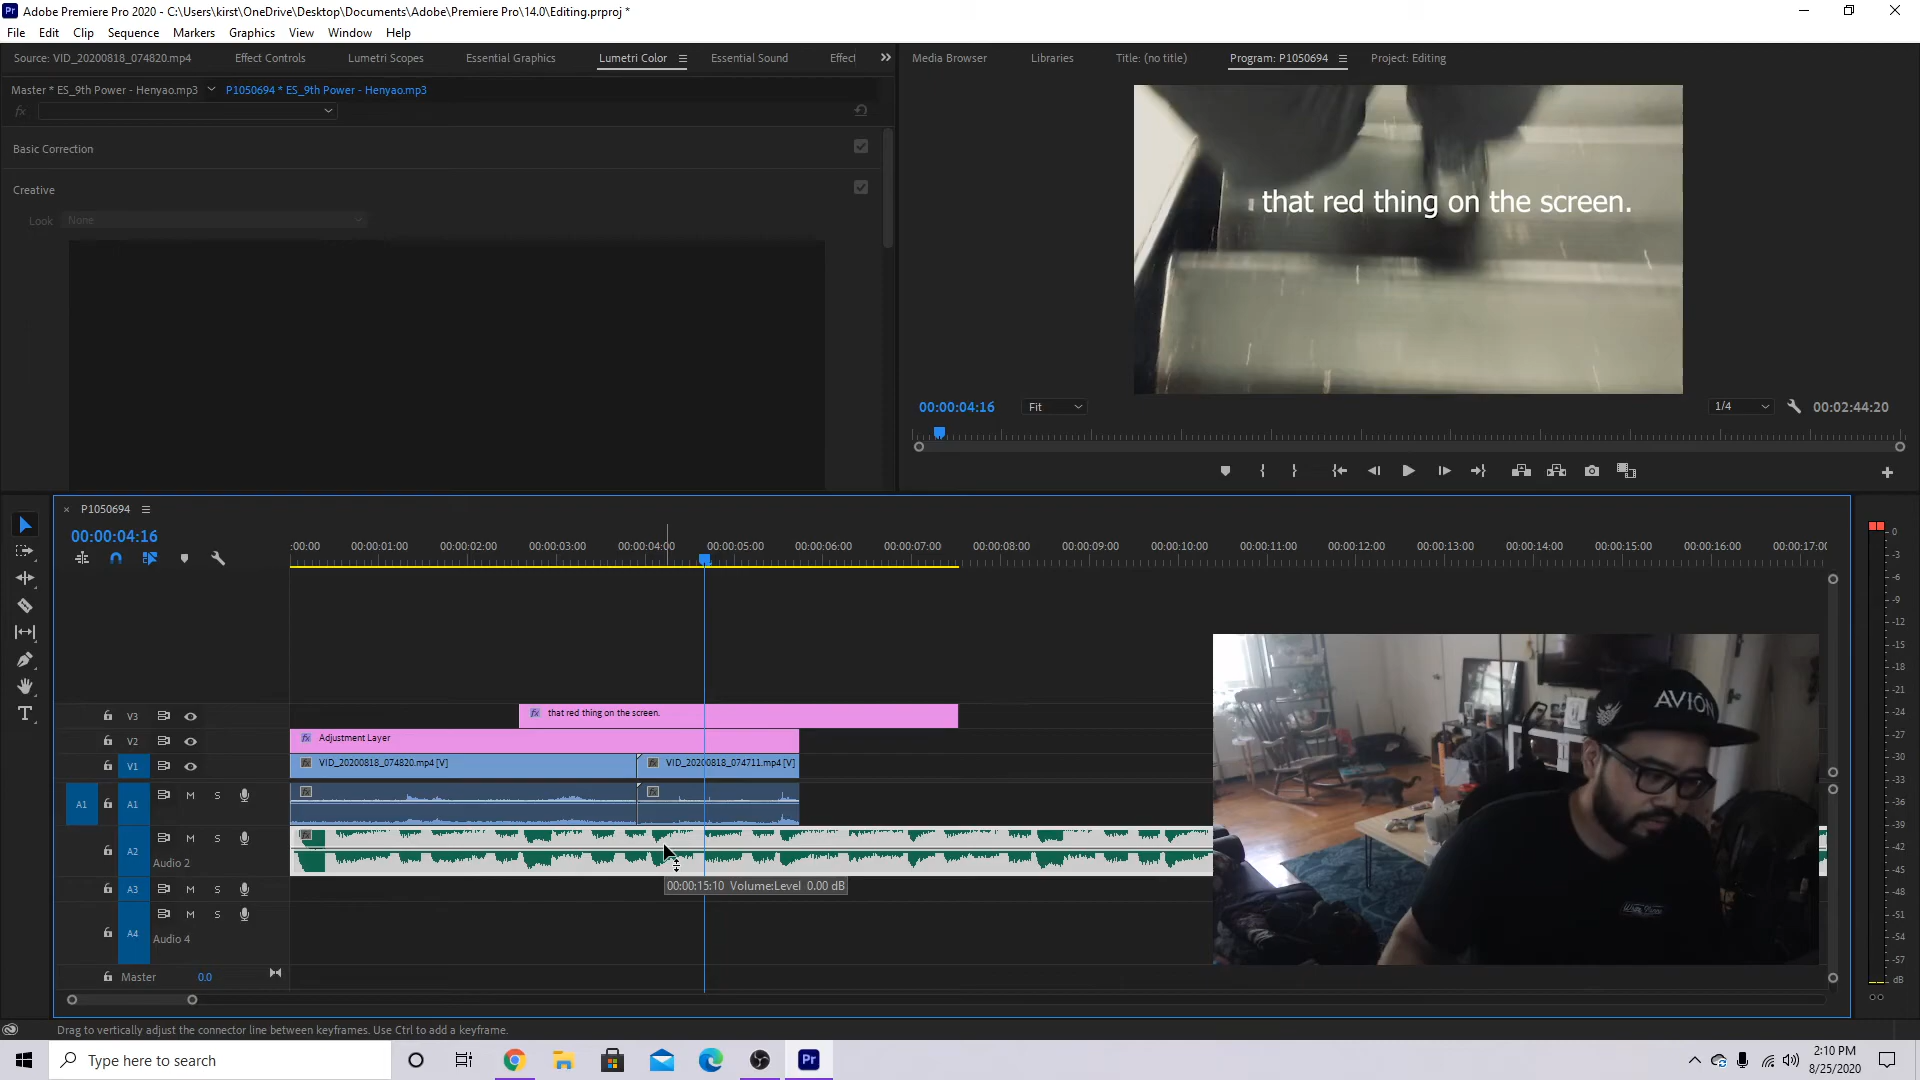 Pr Adobe Premiere Pro 2020 - C:\Users\kirst\OneDrive\Desktop\Documents\Adobe\Premiere Pro\14.0\Editing.prproj *
File Edit Clip Sequence Markers Graphics View Window Help
Source: VID_20200818_074820.mp4 Effect Controls Lumetri Scopes Essential Graphics Lumetri Color Essential Sound Effect
Media Browser Libraries Title: (no title) Program: P1050694 Project: Editing
Master * ES_9th Power - Henyao.mp3 P1050694 * ES_9th Power - Henyao.mp3
fx
Basic Correction
Creative
Look None
that red thing on the screen.
00:00:04:16 Fit 1/4 00:02:44:20
P1050694
00:00:04:16
:00:00 00:00:01:00 00:00:02:00 00:00:03:00 00:00:04:00 00:00:05:00 00:00:06:00 00:00:07:00 00:00:08:00 00:00:09:00 00:00:10:00 00:00:11:00 00:00:12:00 00:00:13:00 00:00:14:00 00:00:15:00 00:00:16:00 00:00:17:00
V3 fx that red thing on the screen.
V2 fx Adjustment Layer
V1 fx VID_20200818_074820.mp4 [V] fx VID_20200818_074711.mp4 [V]
A1 A1 M S
A2 M S
Audio 2
00:00:15:10 Volume:Level 0.00 dB
A3 M S
A4 M S
Audio 4
Master 0.0
AVIÓN
0
-3
-6
-9
-12
-15
-18
-21
-24
-27
-30
-33
-36
-39
-42
-45
-48
-51
-54
-57
dB
Drag to vertically adjust the connector line between keyframes. Use Ctrl to add a keyframe.
Type here to search
Pr
2:10 PM
8/25/2020